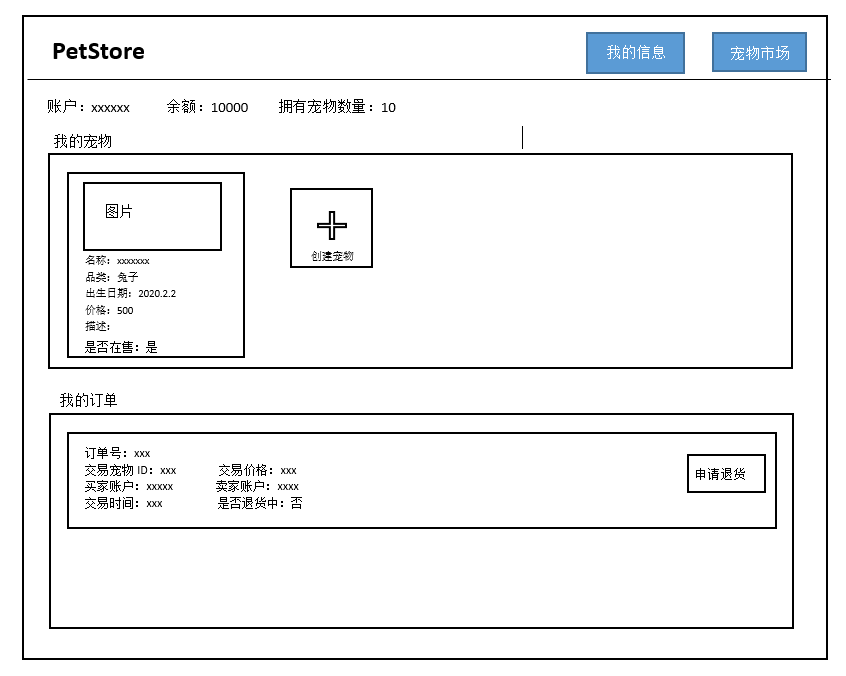 PetStore
我的信息
宠物市场
账户：xxxxxx 余额：10000 拥有宠物数量：10
我的宠物
图片
名称：xxxxxxx
品类：兔子
出生日期：2020.2.2
价格：500
描述：
是否在售：是
创建宠物
我的订单
订单号：xxx
交易宠物 ID：xxx 交易价格：xxx
买家账户：xxxxx 卖家账户：xxxx
交易时间：xxx 是否退货中：否
申请退货